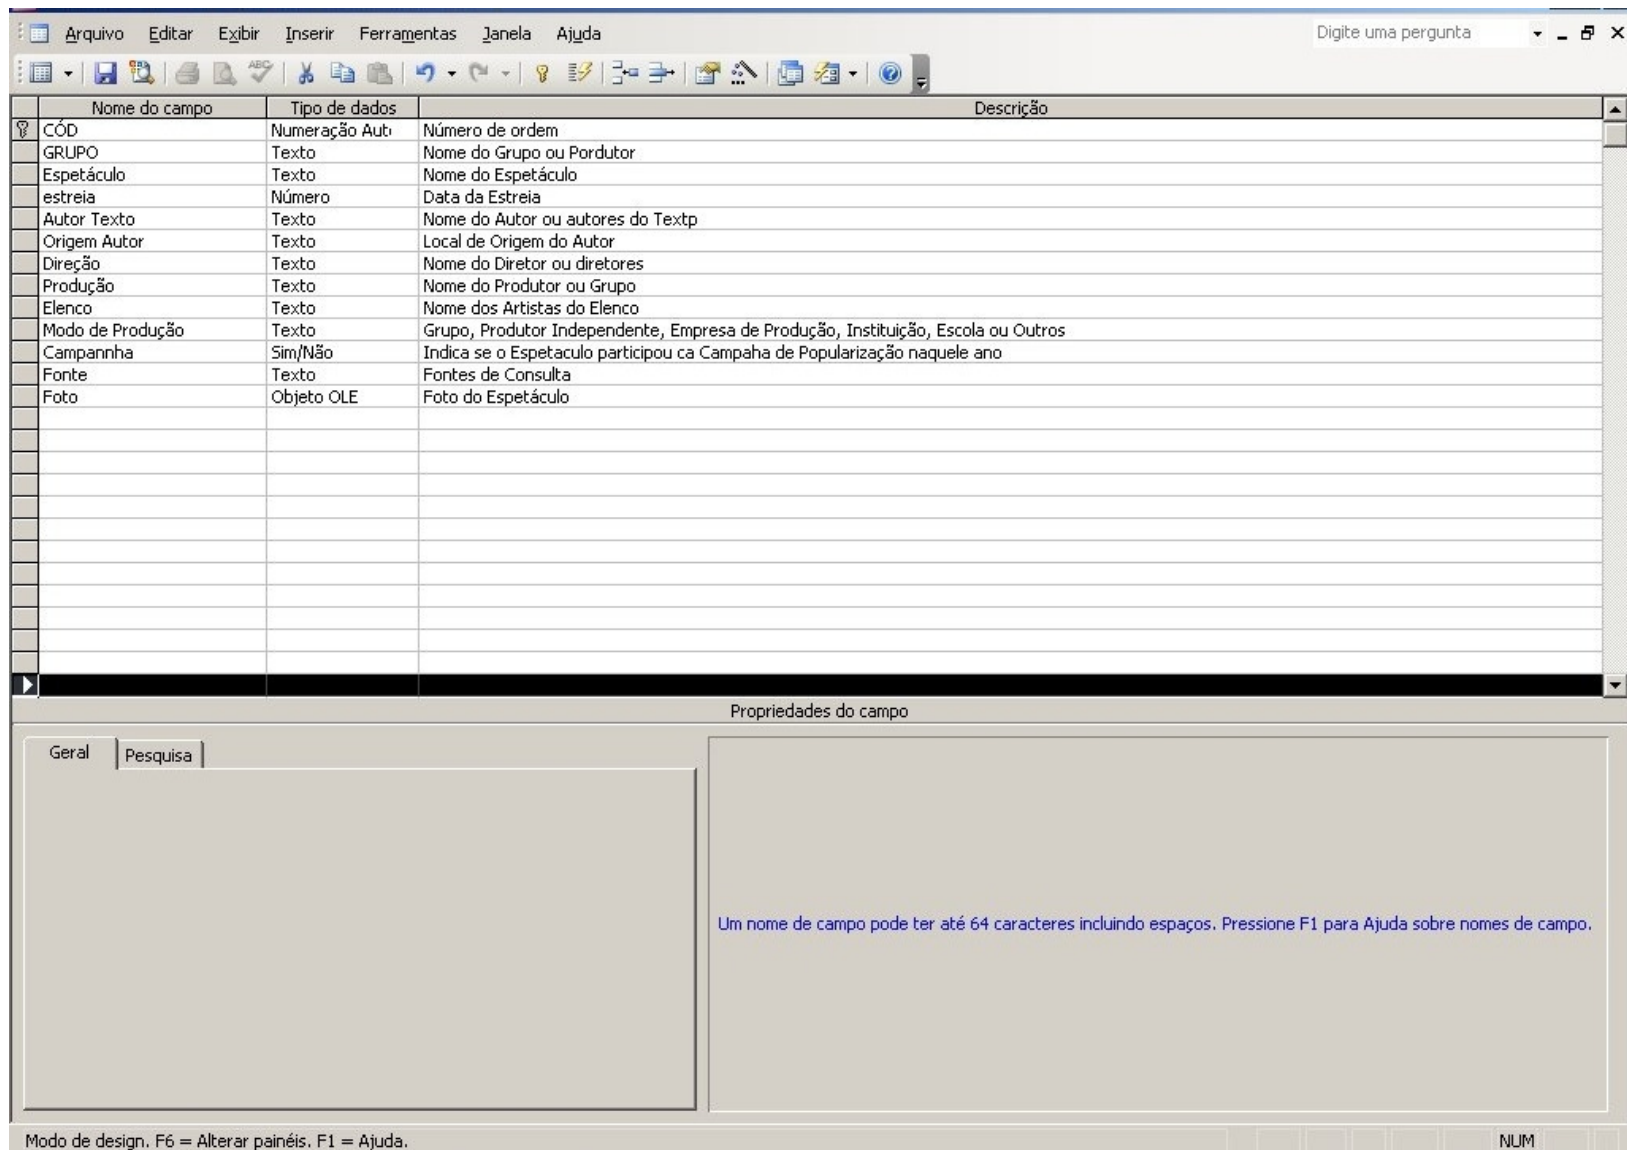 Arquivo Editar Exibir Inserir Ferramentas Janela Ajuda Digite uma pergunta
Nome do campo Tipo de dados Descrição
CÓD Numeração Auto Número de ordem
GRUPO Texto Nome do Grupo ou Pordutor
Espetáculo Texto Nome do Espetáculo
estreia Número Data da Estreia
Autor Texto Texto Nome do Autor ou autores do Textp
Origem Autor Texto Local de Origem do Autor
Direção Texto Nome do Diretor ou diretores
Produção Texto Nome do Produtor ou Grupo
Elenco Texto Nome dos Artistas do Elenco
Modo de Produção Texto Grupo, Produtor Independente, Empresa de Produção, Instituição, Escola ou Outros
Campannha Sim/Não Indica se o Espetaculo participou ca Campaha de Popularização naquele ano
Fonte Texto Fontes de Consulta
Foto Objeto OLE Foto do Espetáculo
Propriedades do campo
Geral Pesquisa
Um nome de campo pode ter até 64 caracteres incluindo espaços. Pressione F1 para Ajuda sobre nomes de campo.
Modo de design. F6 = Alterar painéis. F1 = Ajuda. NUM